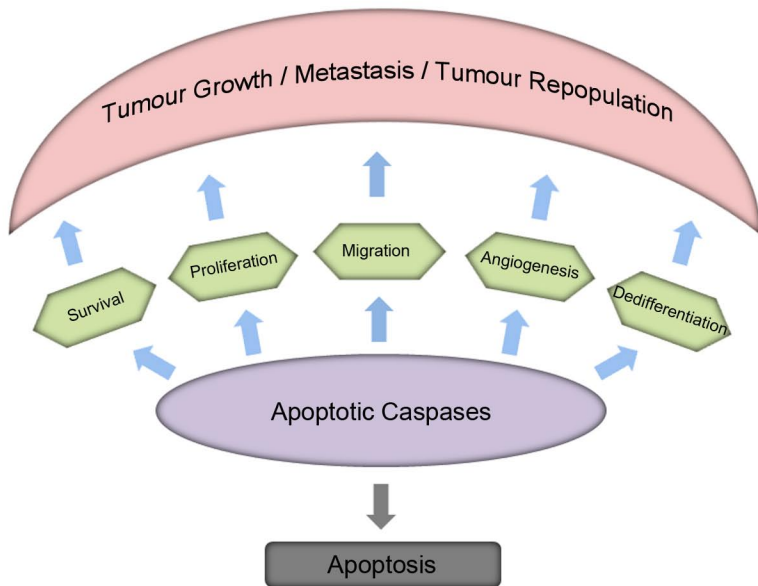 Tumour Growth / Metastasis / Tumour Repopulation
Survival
Proliferation
Migration
Angiogenesis
Dedifferentiation
Apoptotic Caspases
Apoptosis